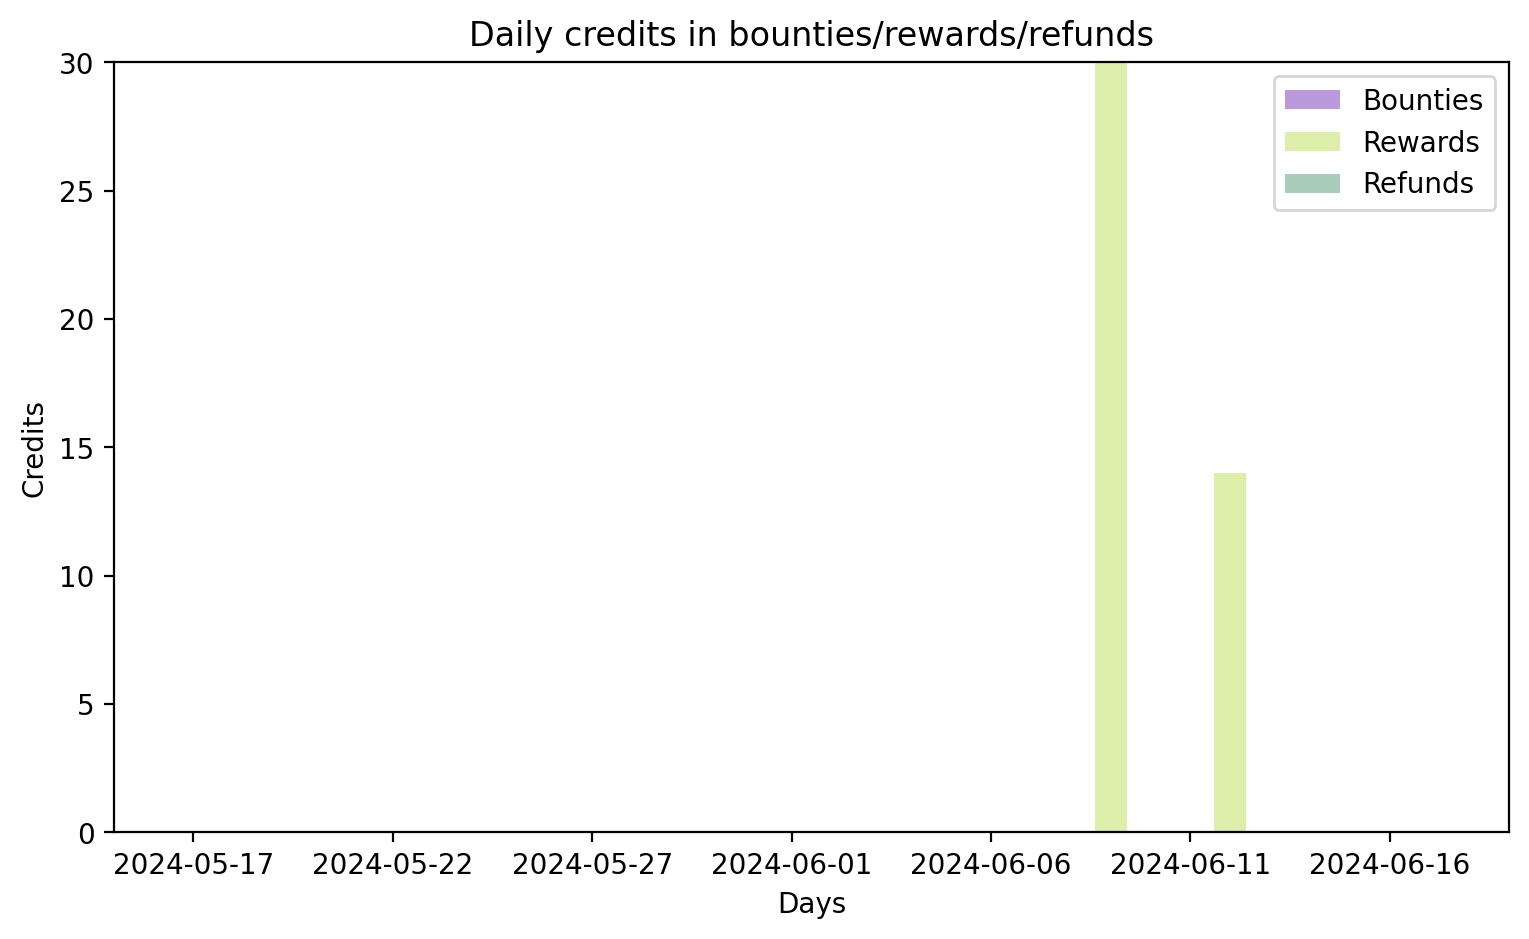 Daily credits in bounties/rewards/refunds
30
25
20
15
10
5
0
Credits
Bounties
Rewards
Refunds
2024-05-17 2024-05-22 2024-05-27 2024-06-01 2024-06-06 2024-06-11 2024-06-16
Days